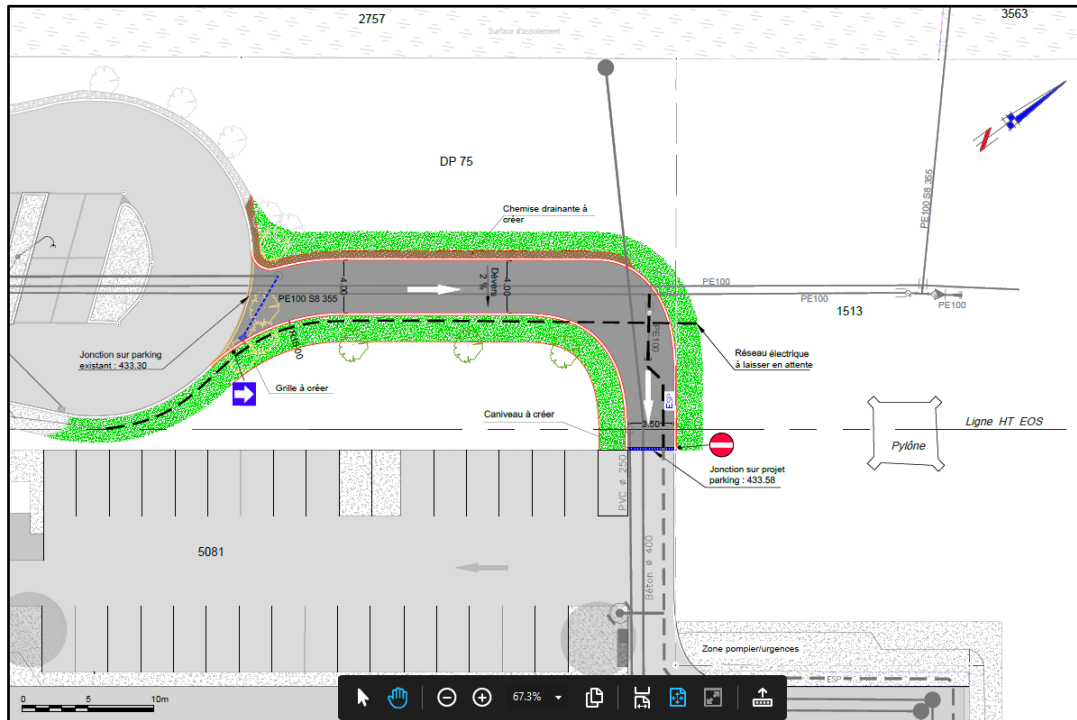 2757
3563
Surface d'assolement
DP 75
PE100 S8 355
Chemise drainante à
créer
4.00
Dévers
2 %
4.00
PE100 S8 355
PE100
PE100
PE100
PE100
1513
Jonction sur parking
existant : 433.30
Grille à créer
Réseau électrique
à laisser en attente
ESP
Caniveau à créer
3.50
Ligne HT EOS
Pylône
Jonction sur projet
parking : 433.58
PVC ø 250
5081
Béton ø 400
Zone pompier/urgences
ESP
0 5 10m
67.3%